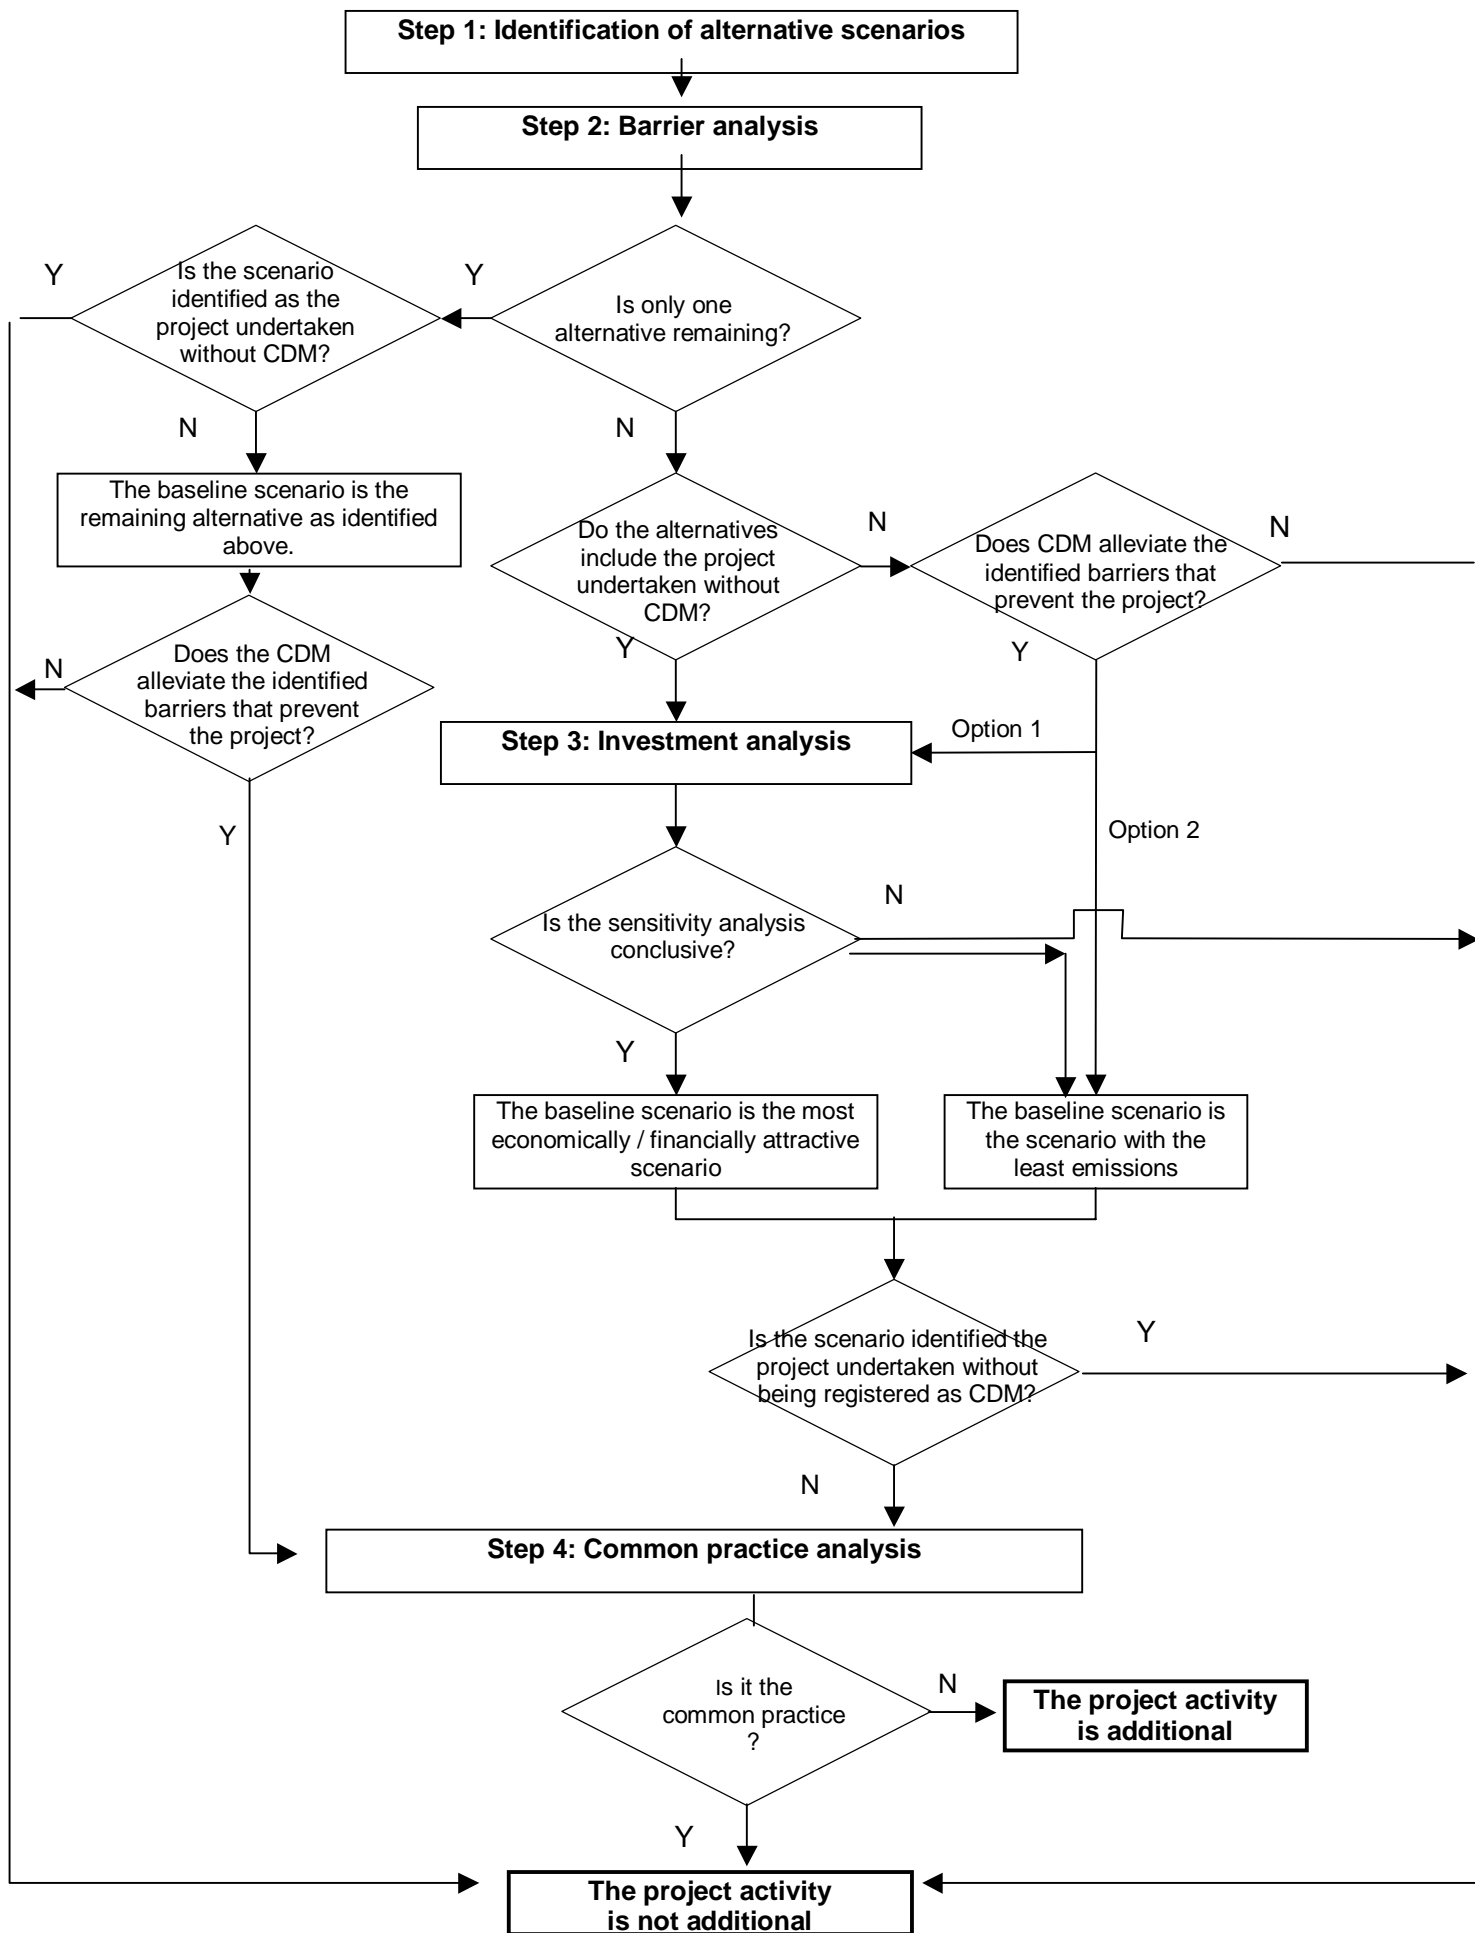 Step 1: Identification of alternative scenarios
Step 2: Barrier analysis
Y
Is the scenario
identified as the
project undertaken
without CDM?
Y
Is only one
alternative remaining?
N
N
The baseline scenario is the
remaining alternative as identified
above.
Do the alternatives
include the project
undertaken without
CDM?
N
Does CDM alleviate the
identified barriers that
prevent the project?
N
Y
Y
N
Does the CDM
alleviate the identified
barriers that prevent
the project?
Step 3: Investment analysis
Option 1
Y
Option 2
Is the sensitivity analysis
conclusive?
N
Y
The baseline scenario is the most
economically / financially attractive
scenario
The baseline scenario is
the scenario with the
least emissions
Is the scenario identified the
project undertaken without
being registered as CDM?
Y
N
Step 4: Common practice analysis
Is it the
common practice
?
N
The project activity
is additional
Y
The project activity
is not additional